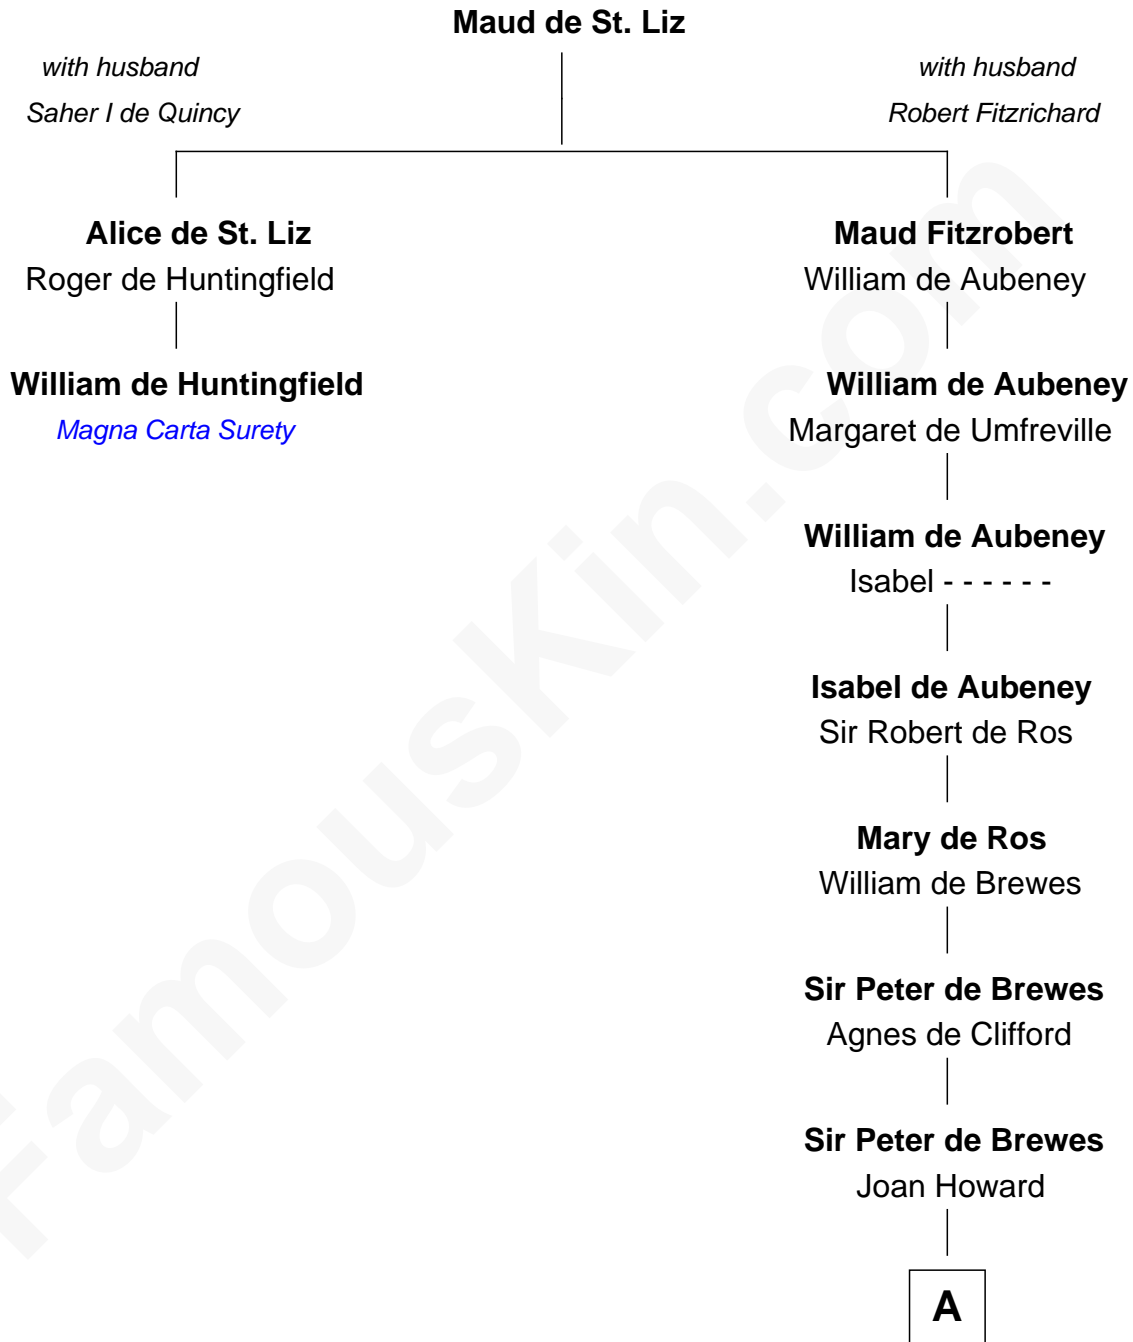 Maud de St. Liz
with husband
Saher I de Quincy
with husband
Robert Fitzrichard
Alice de St. Liz
Roger de Huntingfield
Maud Fitzrobert
William de Aubeney
William de Huntingfield
Magna Carta Surety
William de Aubeney
Margaret de Umfreville
William de Aubeney
Isabel - - - - - -
Isabel de Aubeney
Sir Robert de Ros
Mary de Ros
William de Brewes
Sir Peter de Brewes
Agnes de Clifford
Sir Peter de Brewes
Joan Howard
A
FamousKin.com